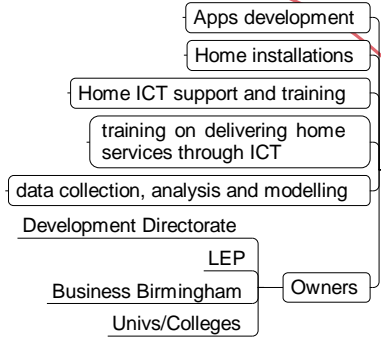 Apps development
Home installations
Home ICT support and training
training on delivering home
services through ICT
data collection, analysis and modelling
Development Directorate
LEP
Business Birmingham
Owners
Univs/Colleges